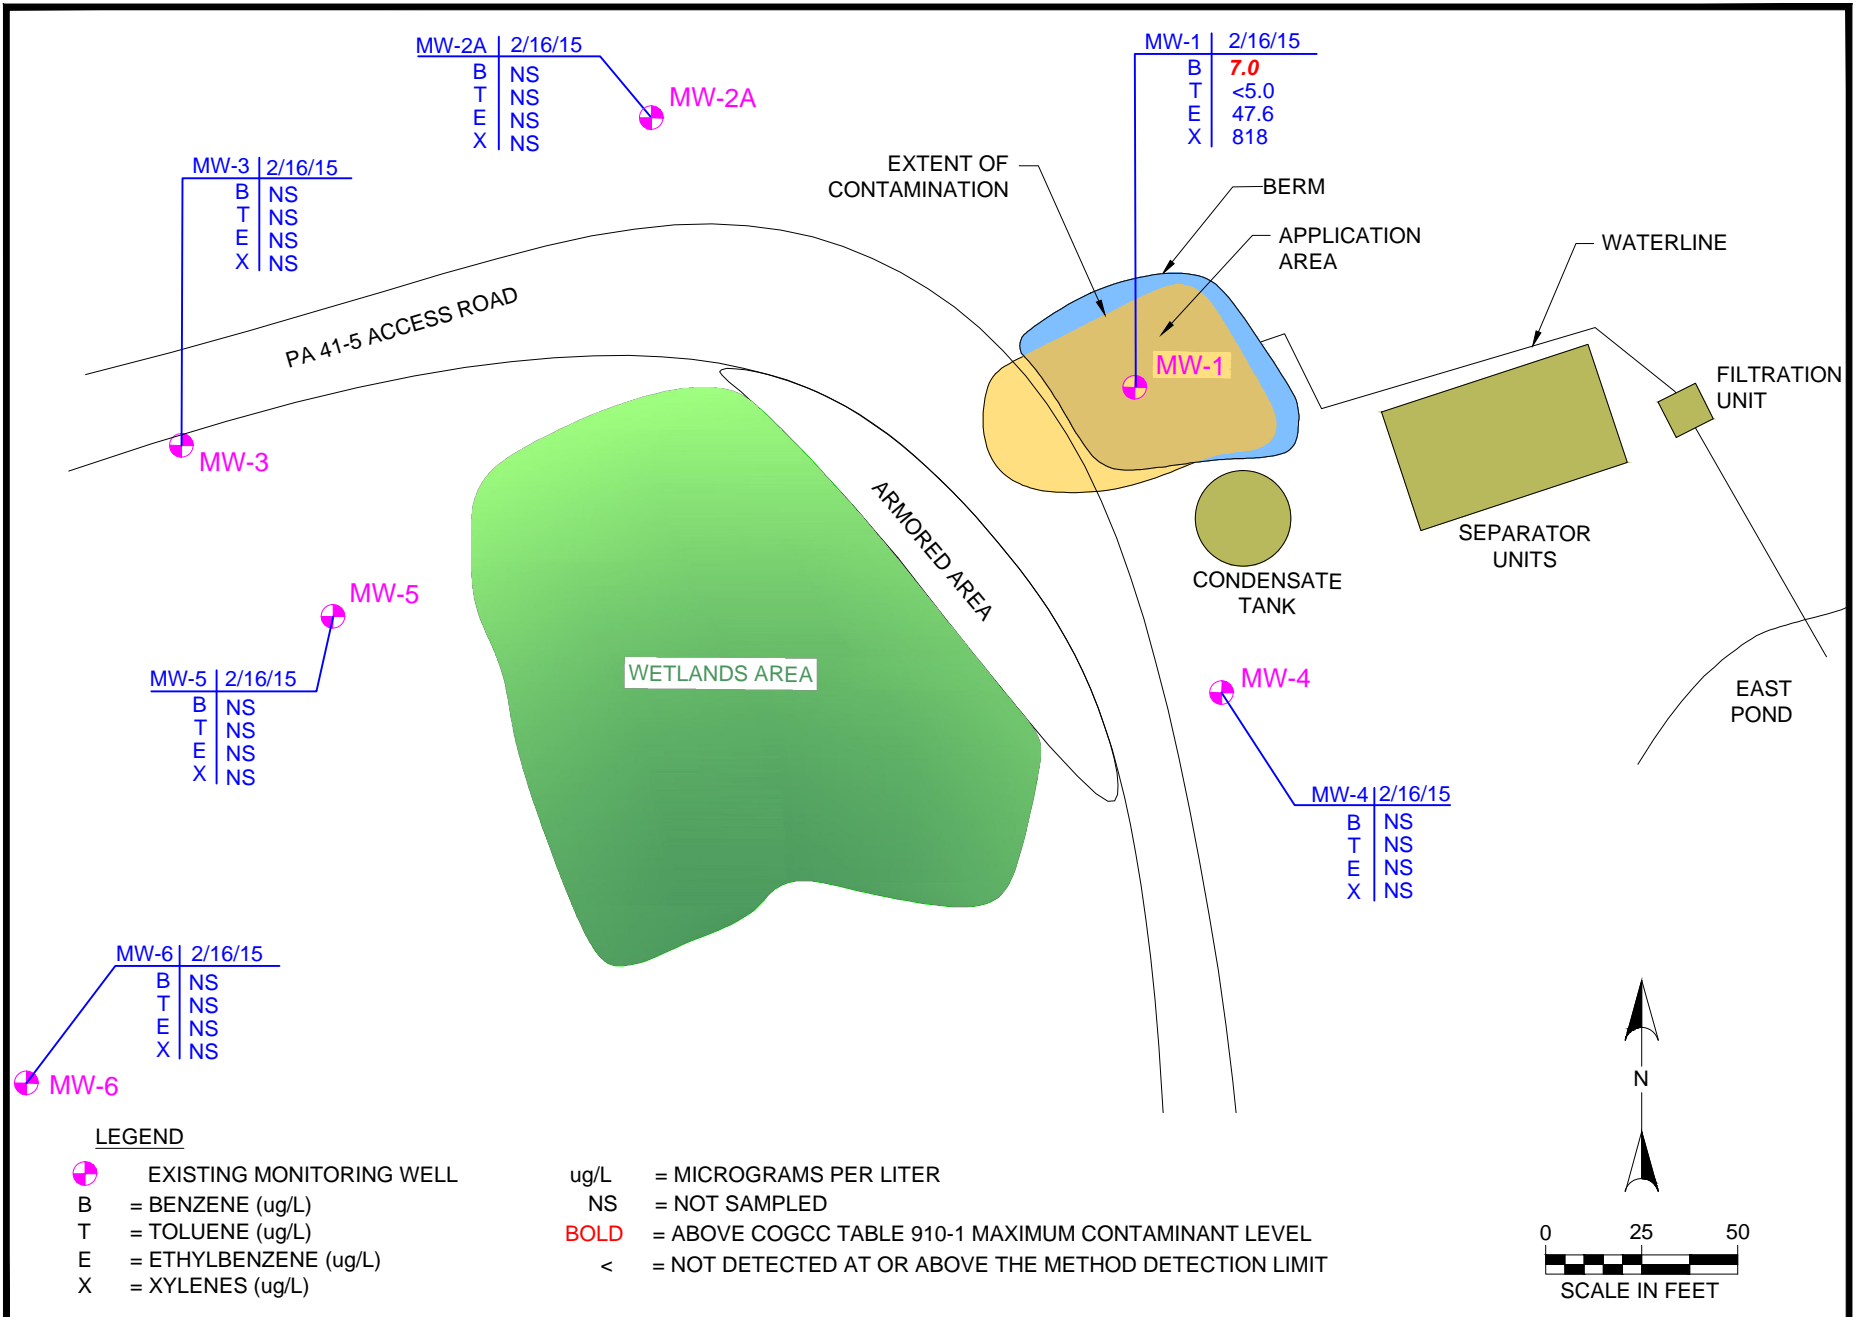 MW-2A 2/16/15
B NS
T NS
E NS
X NS
MW-2A
MW-1 2/16/15
B 7.0
T <5.0
E 47.6
X 818
MW-3 2/16/15
B NS
T NS
E NS
X NS
EXTENT OF
CONTAMINATION
BERM
APPLICATION
AREA
WATERLINE
PA 41-5 ACCESS ROAD
MW-1
FILTRATION
UNIT
MW-3
ARMORED AREA
SEPARATOR
UNITS
CONDENSATE
TANK
MW-5
MW-5 2/16/15
B NS
T NS
E NS
X NS
WETLANDS AREA
MW-4
EAST
POND
MW-4 2/16/15
B NS
T NS
E NS
X NS
MW-6 2/16/15
B NS
T NS
E NS
X NS
MW-6
N
LEGEND
EXISTING MONITORING WELL
B = BENZENE (ug/L)
T = TOLUENE (ug/L)
E = ETHYLBENZENE (ug/L)
X = XYLENES (ug/L)
ug/L = MICROGRAMS PER LITER
NS = NOT SAMPLED
BOLD = ABOVE COGCC TABLE 910-1 MAXIMUM CONTAMINANT LEVEL
< = NOT DETECTED AT OR ABOVE THE METHOD DETECTION LIMIT
0 25 50
SCALE IN FEET